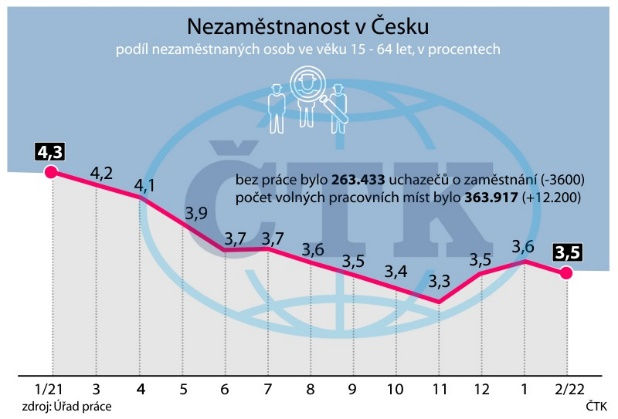 Nezaměstnanost v Česku
podíl nezaměstnaných osob ve věku 15 - 64 let, v procentech
ČTK
bez práce bylo 263.433 uchazečů o zaměstnání (-3600)
počet volných pracovních míst bylo 363.917 (+12.200)
4,3
4,2
4,1
3,9
3,7
3,7
3,6
3,5
3,4
3,3
3,5
3,6
3,5
1/21 3 4 5 6 7 8 9 10 11 12 1 2/22
zdroj: Úřad práce ČTK